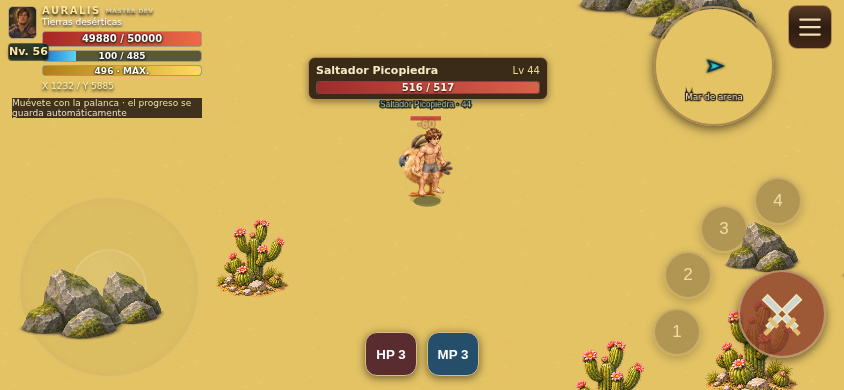 AURALIS MASTER DEV
Tierras desérticas
49880 / 50000
Nv. 56
100 / 485
496 · MÁX.
X 1232 / Y 5885
Muévete con la palanca · el progreso se
guarda automáticamente
Saltador Picopiedra Lv 44
516 / 517
Saltador Picopiedra · 44
-60
Mar de arena
4
3
2
1
HP 3
MP 3